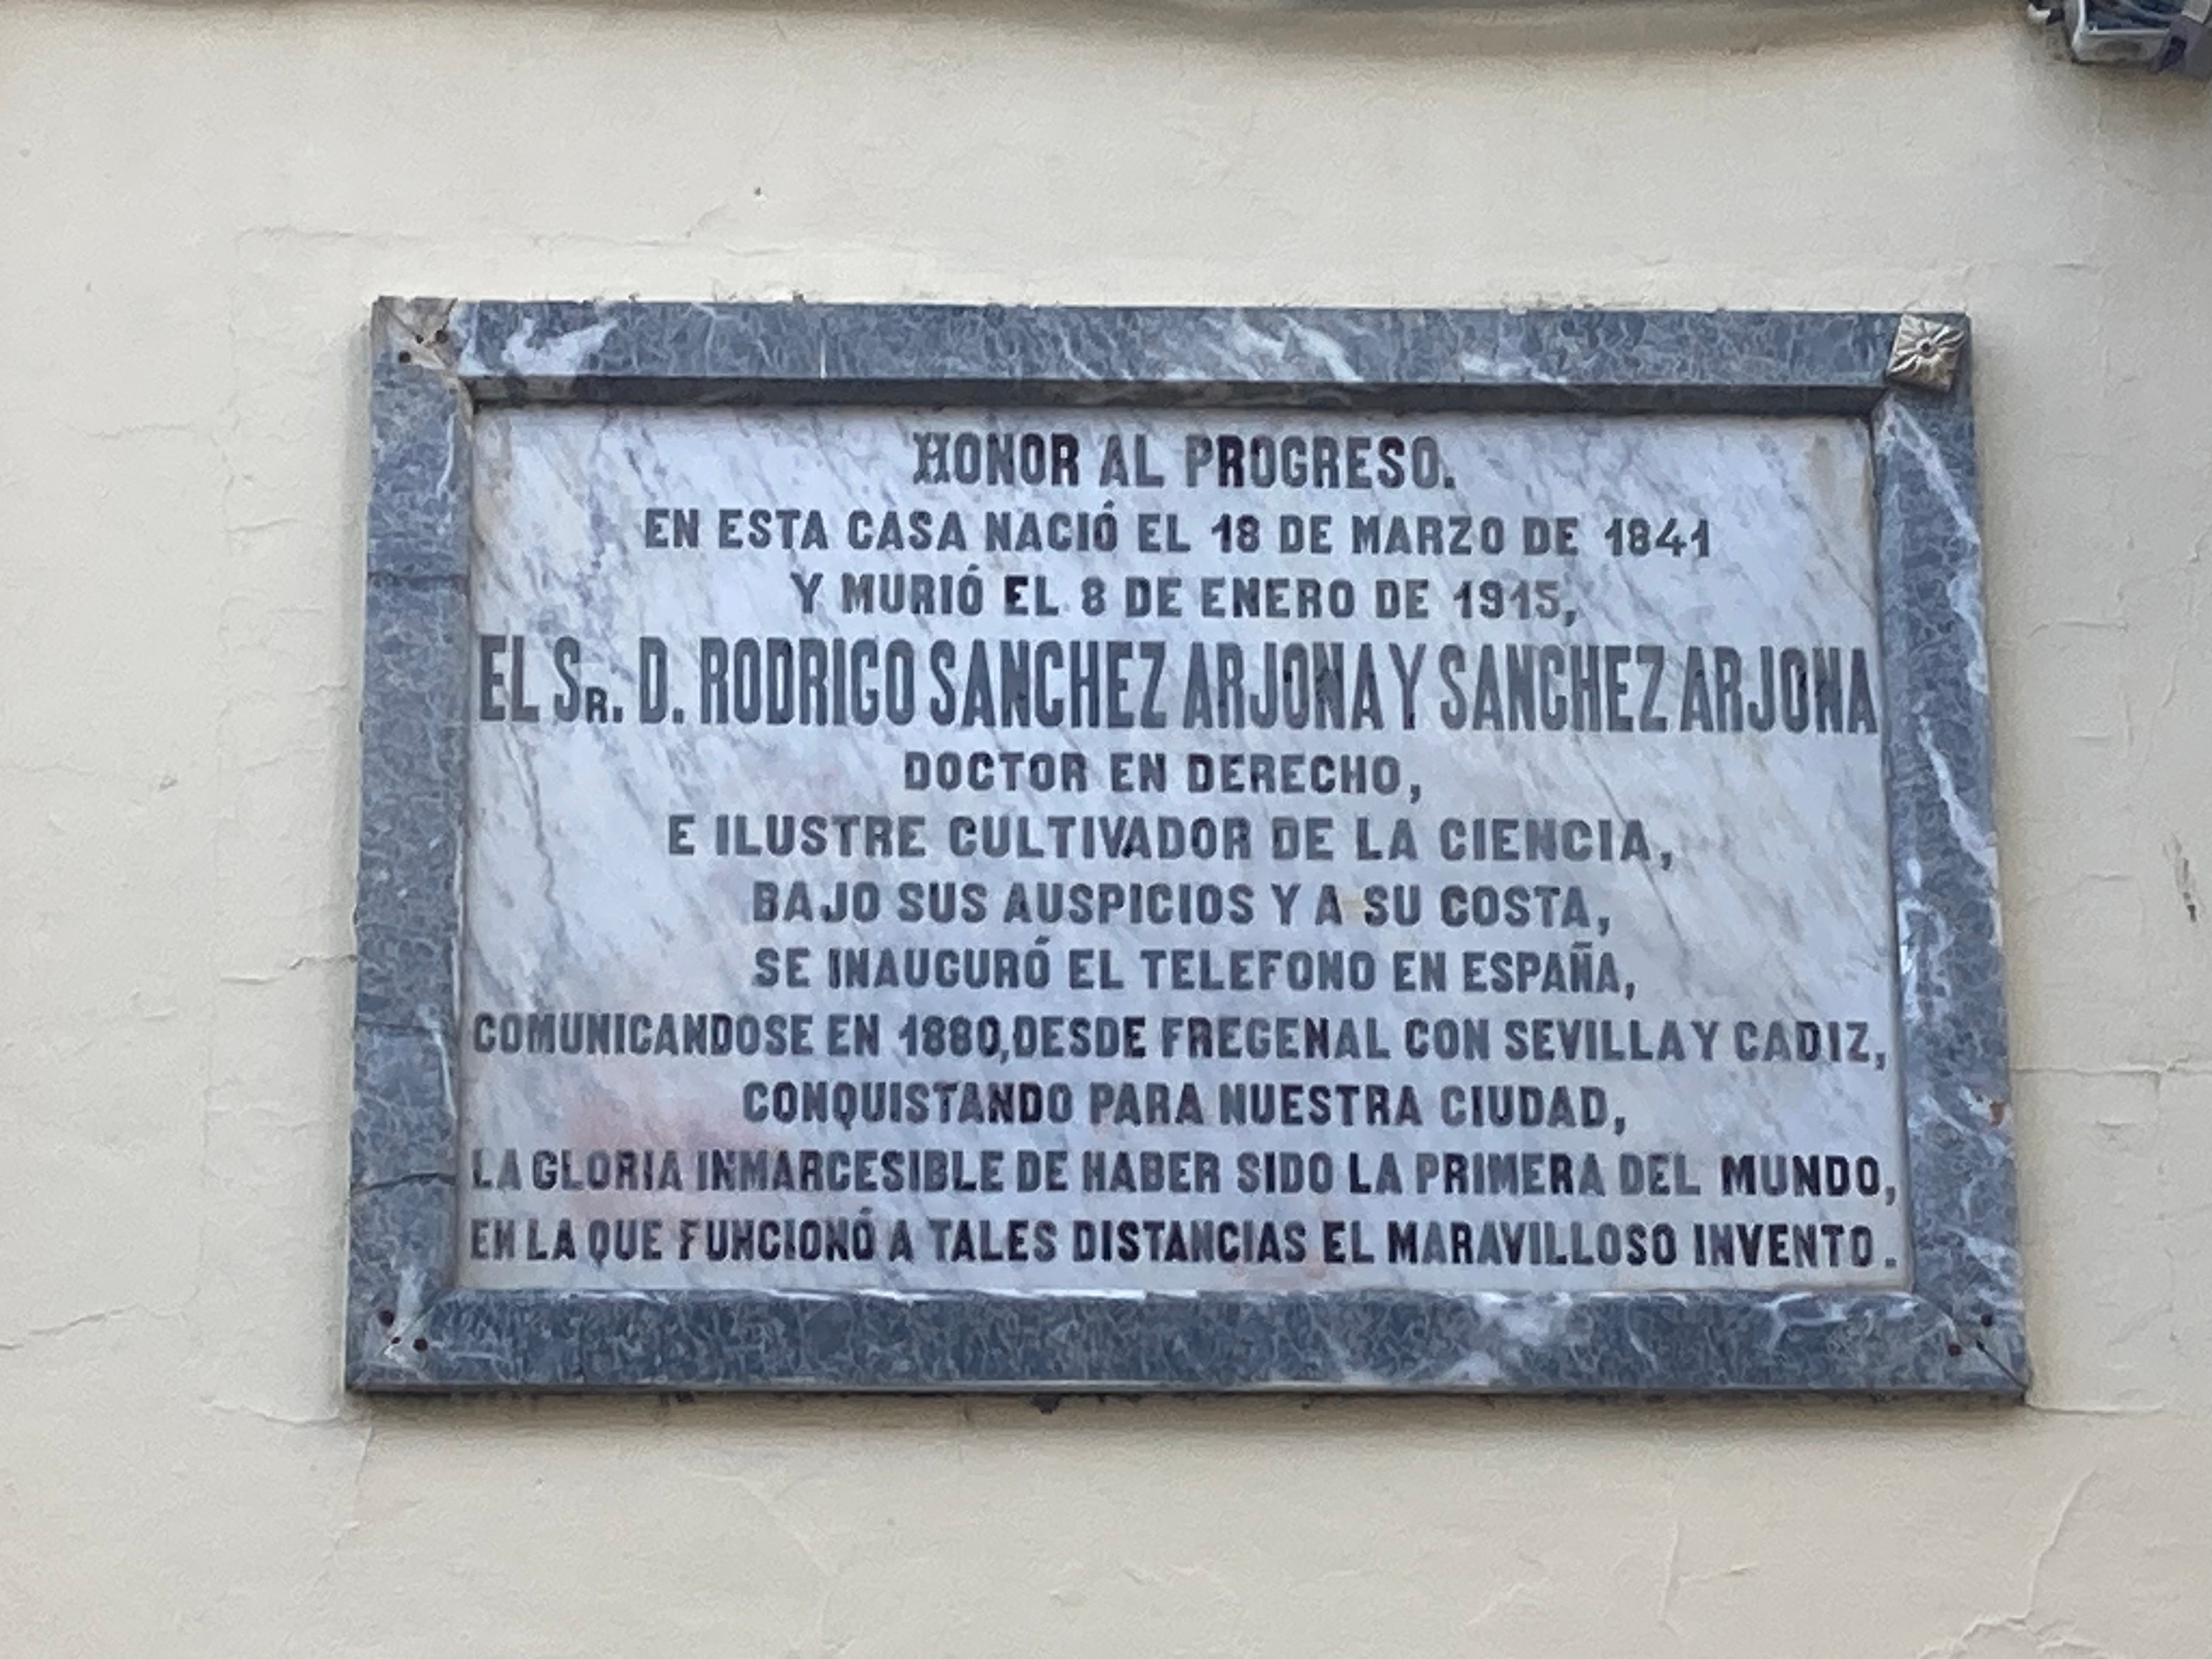 HONOR AL PROGRESO.
EN ESTA CASA NACIÓ EL 18 DE MARZO DE 1841
Y MURIÓ EL 8 DE ENERO DE 1915,
EL SR. D. RODRIGO SANCHEZ ARJONA Y SANCHEZ ARJONA
DOCTOR EN DERECHO,
E ILUSTRE CULTIVADOR DE LA CIENCIA,
BAJO SUS AUSPICIOS Y A SU COSTA,
SE INAUGURÓ EL TELEFONO EN ESPAÑA,
COMUNICANDOSE EN 1880, DESDE FREGENAL CON SEVILLA Y CADIZ,
CONQUISTANDO PARA NUESTRA CIUDAD,
LA GLORIA INMARCESIBLE DE HABER SIDO LA PRIMERA DEL MUNDO,
EN LA QUE FUNCIONÓ A TALES DISTANCIAS EL MARAVILLOSO INVENTO.